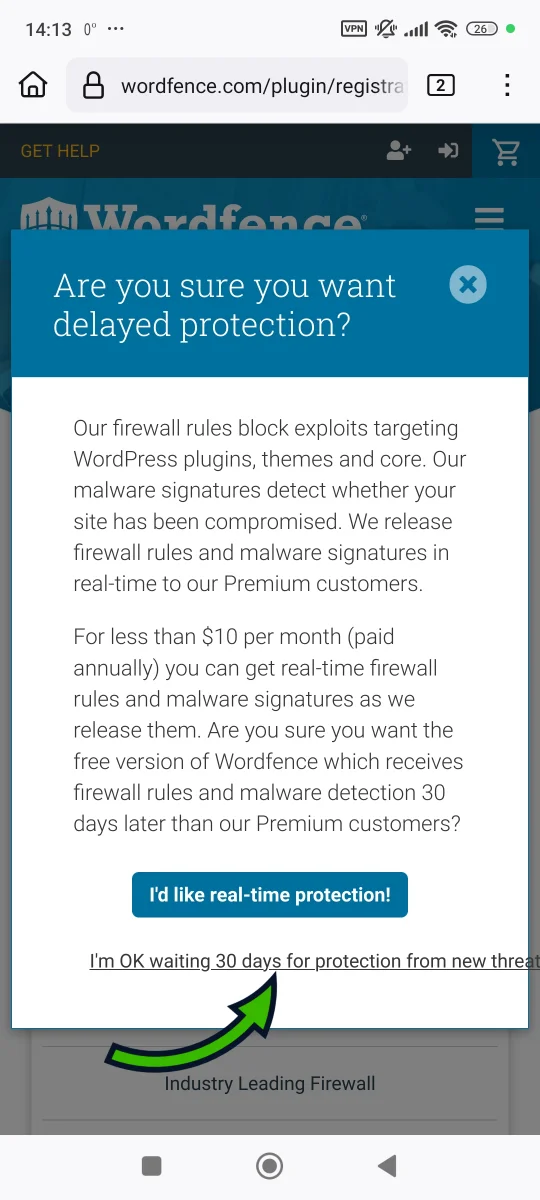 14:13 0° ...
VPN 26
wordfence.com/plugin/registra
2
GET HELP
Wordfence®
Are you sure you want
delayed protection?
Our firewall rules block exploits targeting
WordPress plugins, themes and core. Our
malware signatures detect whether your
site has been compromised. We release
firewall rules and malware signatures in
real-time to our Premium customers.
For less than $10 per month (paid
annually) you can get real-time firewall
rules and malware signatures as we
release them. Are you sure you want the
free version of Wordfence which receives
firewall rules and malware detection 30
days later than our Premium customers?
I'd like real-time protection!
I'm OK waiting 30 days for protection from new threat
Industry Leading Firewall